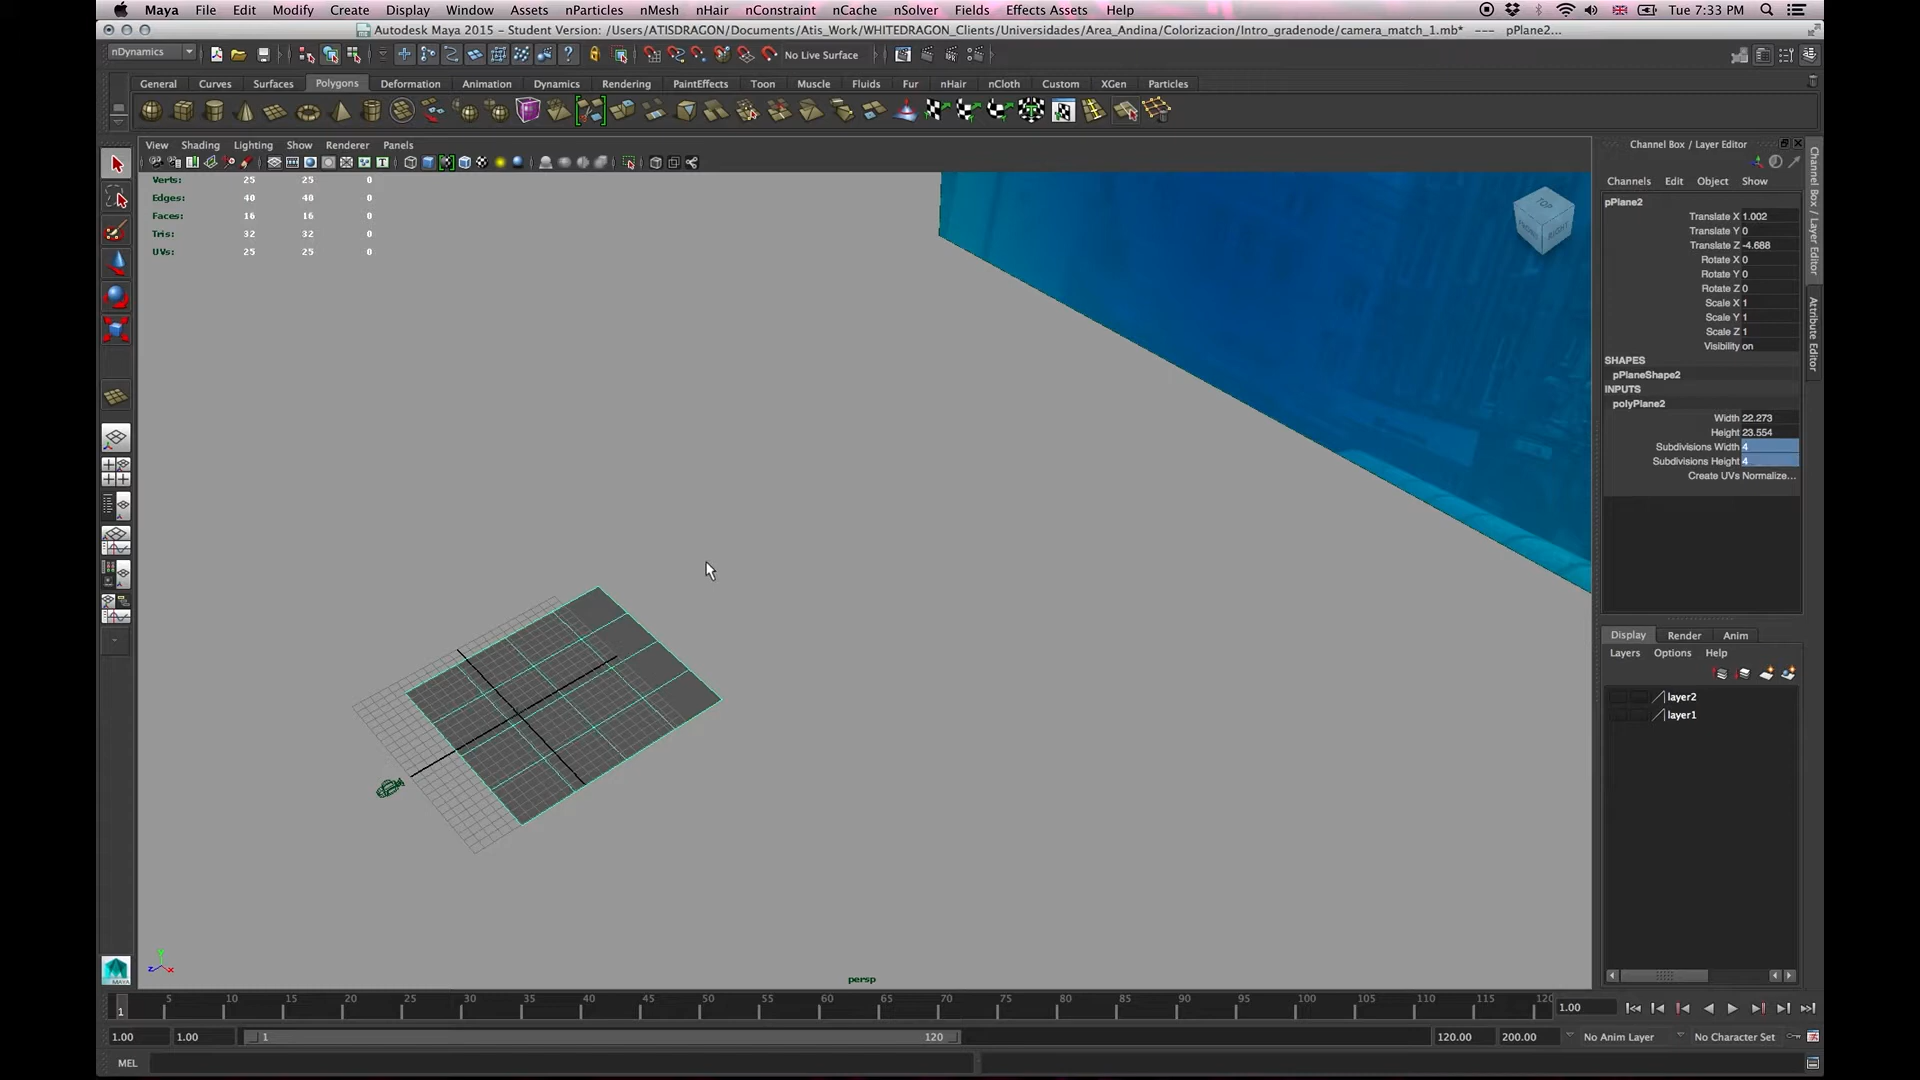 Maya File Edit Modify Create Display Window Assets nParticles nMesh nHair nConstraint nCache nSolver Fields Effects Assets Help Tue 7:33 PM
Autodesk Maya 2015 - Student Version: /Users/ATISDRAGON/Documents/Atis_Work/WHITEDRAGON_Clients/Universidades/Area_Andina/Colorizacion/Intro_gradenode/camera_match_1.mb* --- pPlane2...
nDynamics No Live Surface
General Curves Surfaces Polygons Deformation Animation Dynamics Rendering PaintEffects Toon Muscle Fluids Fur nHair nCloth Custom XGen Particles
View Shading Lighting Show Renderer Panels
Verts: 25 25 0
Edges: 40 40 0
Faces: 16 16 0
Tris: 32 32 0
UVs: 25 25 0
TOP
RIGHT
persp
Channel Box / Layer Editor
Channels Edit Object Show
pPlane2
Translate X 1.002
Translate Y 0
Translate Z -4.688
Rotate X 0
Rotate Y 0
Rotate Z 0
Scale X 1
Scale Y 1
Scale Z 1
Visibility on
SHAPES
pPlaneShape2
INPUTS
polyPlane2
Width 22.273
Height 23.554
Subdivisions Width 4
Subdivisions Height 4
Create UVs Normalize...
Channel Box / Layer Editor
Attribute Editor
Display Render Anim
Layers Options Help
layer2
layer1
1 5 10 15 20 25 30 35 40 45 50 55 60 65 70 75 80 85 90 95 100 105 110 115 120 1.00
1.00 1.00 1 120 120.00 200.00 No Anim Layer No Character Set
MEL